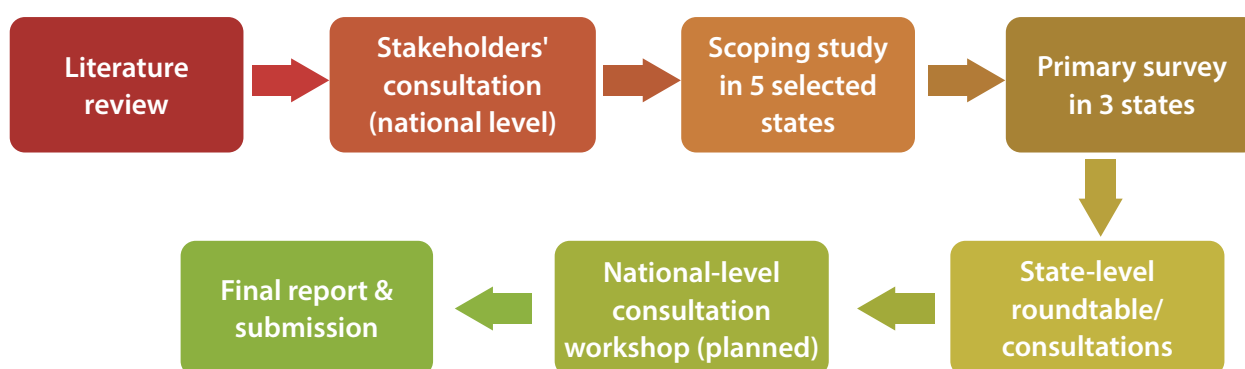 Literature
review
Stakeholders'
consultation
(national level)
Scoping study
in 5 selected
states
Primary survey
in 3 states
State-level
roundtable/
consultations
National-level
consultation
workshop (planned)
Final report &
submission